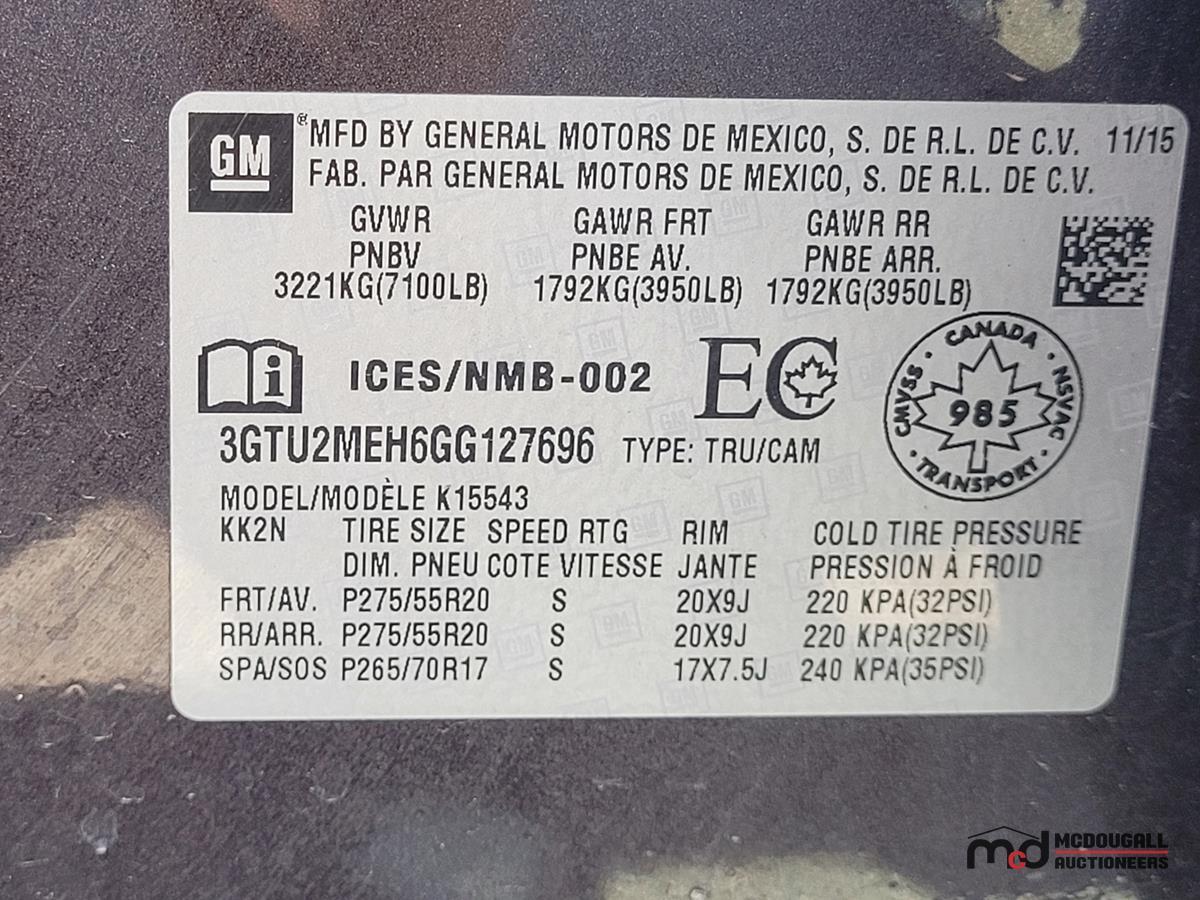 GM ® MFD BY GENERAL MOTORS DE MEXICO, S. DE R.L. DE C.V. 11/15
FAB. PAR GENERAL MOTORS DE MEXICO, S. DE R.L. DE C.V.
GVWR GAWR FRT GAWR RR
PNBV PNBE AV. PNBE ARR.
3221KG(7100LB) 1792KG(3950LB) 1792KG(3950LB)
i ICES/NMB-002 EC
CANADA
CMVSS · 985 · NSVAC
· TRANSPORT ·
3GTU2MEH6GG127696 TYPE: TRU/CAM
MODEL/MODÈLE K15543
KK2N TIRE SIZE SPEED RTG RIM COLD TIRE PRESSURE
DIM. PNEU COTE VITESSE JANTE PRESSION À FROID
FRT/AV. P275/55R20 S 20X9J 220 KPA(32PSI)
RR/ARR. P275/55R20 S 20X9J 220 KPA(32PSI)
SPA/SOS P265/70R17 S 17X7.5J 240 KPA(35PSI)
mcd MCDOUGALL
AUCTIONEERS